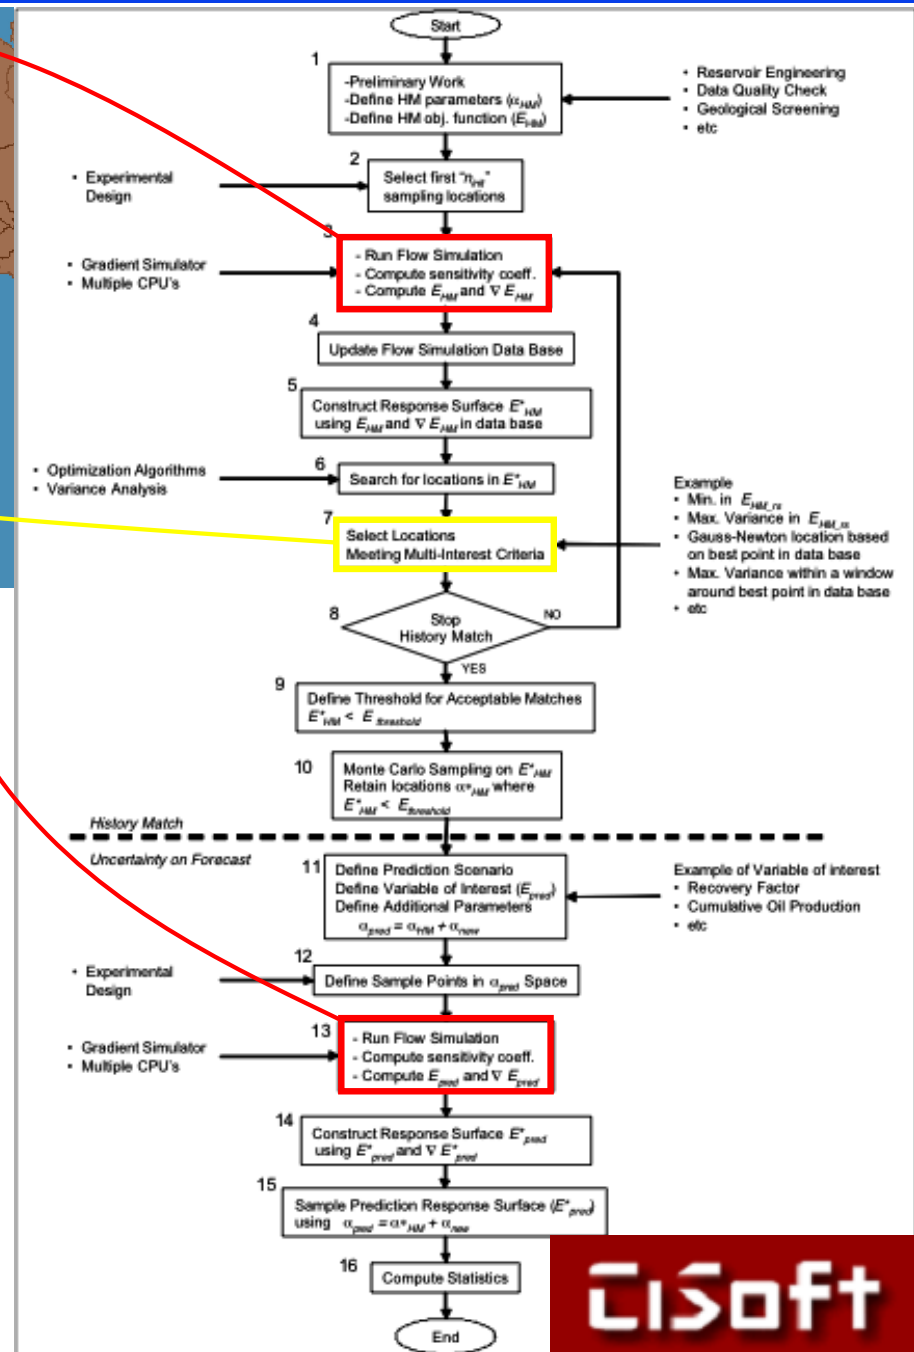 Start
1
-Preliminary Work
-Define HM parameters (αHM)
-Define HM obj. function (EHM)
• Reservoir Engineering
• Data Quality Check
• Geological Screening
• etc
2
Select first "ninit"
sampling locations
• Experimental
Design
3
- Run Flow Simulation
- Compute sensitivity coeff.
- Compute EHM and ∇ EHM
• Gradient Simulator
• Multiple CPU's
4
Update Flow Simulation Data Base
5
Construct Response Surface E*HM
using EHM and ∇ EHM in data base
6
Search for locations in E*HM
• Optimization Algorithms
• Variance Analysis
7
Select Locations
Meeting Multi-Interest Criteria
Example
• Min. in EHM_rs
• Max. Variance in EHM_rs
• Gauss-Newton location based
on best point in data base
• Max. Variance within a window
around best point in data base
• etc
8
Stop
History Match
NO
YES
9
Define Threshold for Acceptable Matches
E*HM < Ethreshold
10
Monte Carlo Sampling on E*HM
Retain locations α*HM where
E*HM < Ethreshold
History Match
Uncertainty on Forecast
11
Define Prediction Scenario
Define Variable of Interest (Epred)
Define Additional Parameters
αpred = αHM + αnew
Example of Variable of interest
• Recovery Factor
• Cumulative Oil Production
• etc
12
Define Sample Points in αpred Space
• Experimental
Design
13
- Run Flow Simulation
- Compute sensitivity coeff.
- Compute Epred and ∇ Epred
• Gradient Simulator
• Multiple CPU's
14
Construct Response Surface E*pred
using E*pred and ∇ E*pred
15
Sample Prediction Response Surface (E*pred)
using αpred = α*HM + αnew
16
Compute Statistics
End
CiSoft